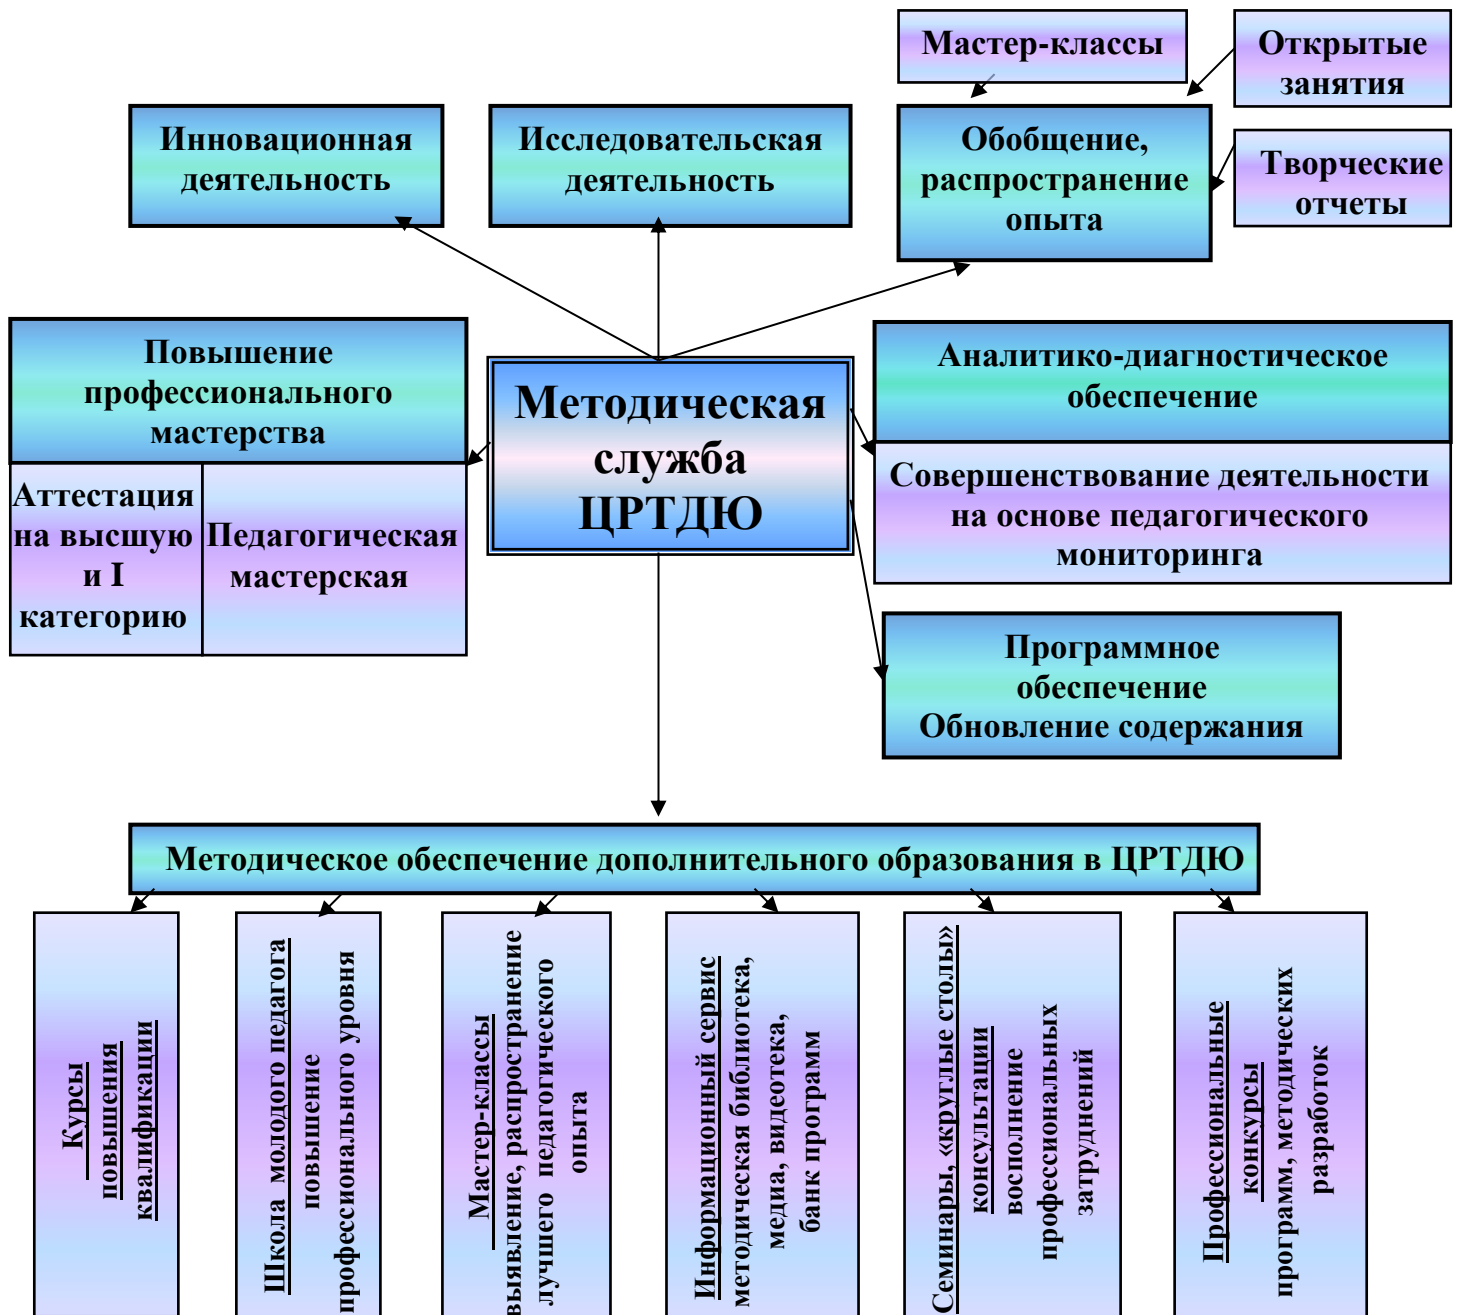 Мастер-классы
Открытые
занятия
Инновационная
деятельность
Исследовательская
деятельность
Обобщение,
распространение
опыта
Творческие
отчеты
Повышение
профессионального
мастерства
Аттестация
на высшую
и I
категорию
Педагогическая
мастерская
Методическая
служба
ЦРТДЮ
Аналитико-диагностическое
обеспечение
Совершенствование деятельности
на основе педагогического
мониторинга
Программное
обеспечение
Обновление содержания
Методическое обеспечение дополнительного образования в ЦРТДЮ
Курсы
повышения
квалификации
Школа молодого педагога
повышение
профессионального уровня
Мастер-классы
выявление, распространение
лучшего педагогического
опыта
Информационный сервис
методическая библиотека,
медиа, видеотека,
банк программ
Семинары, «круглые столы»
консультации
восполнение
профессиональных
затруднений
Профессиональные
конкурсы
программ, методических
разработок